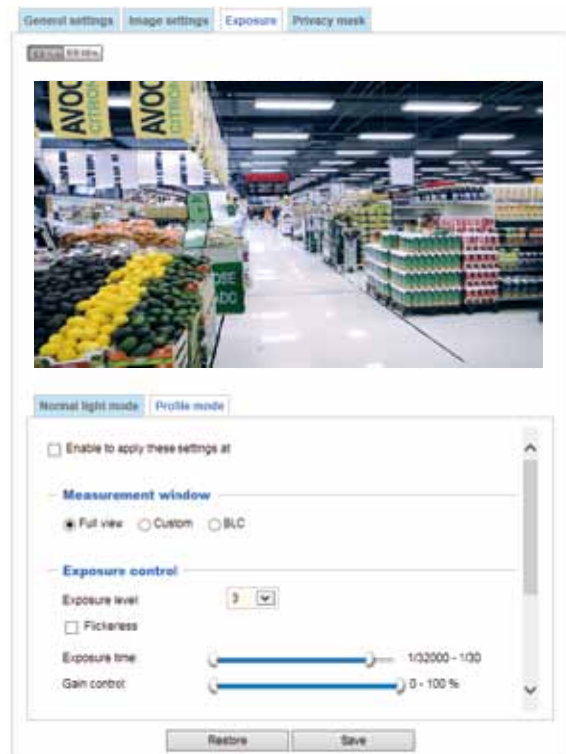 General settings Image settings Exposure Privacy mask
AVOC
CITRON
AVOC
CITRON
Normal light mode Profile mode
Enable to apply these settings at
Measurement window
Full view Custom BLC
Exposure control
Exposure level: 3
Flickerless
Exposure time: 1/32000 - 1/30
Gain control: 0 - 100 %
Restore Save